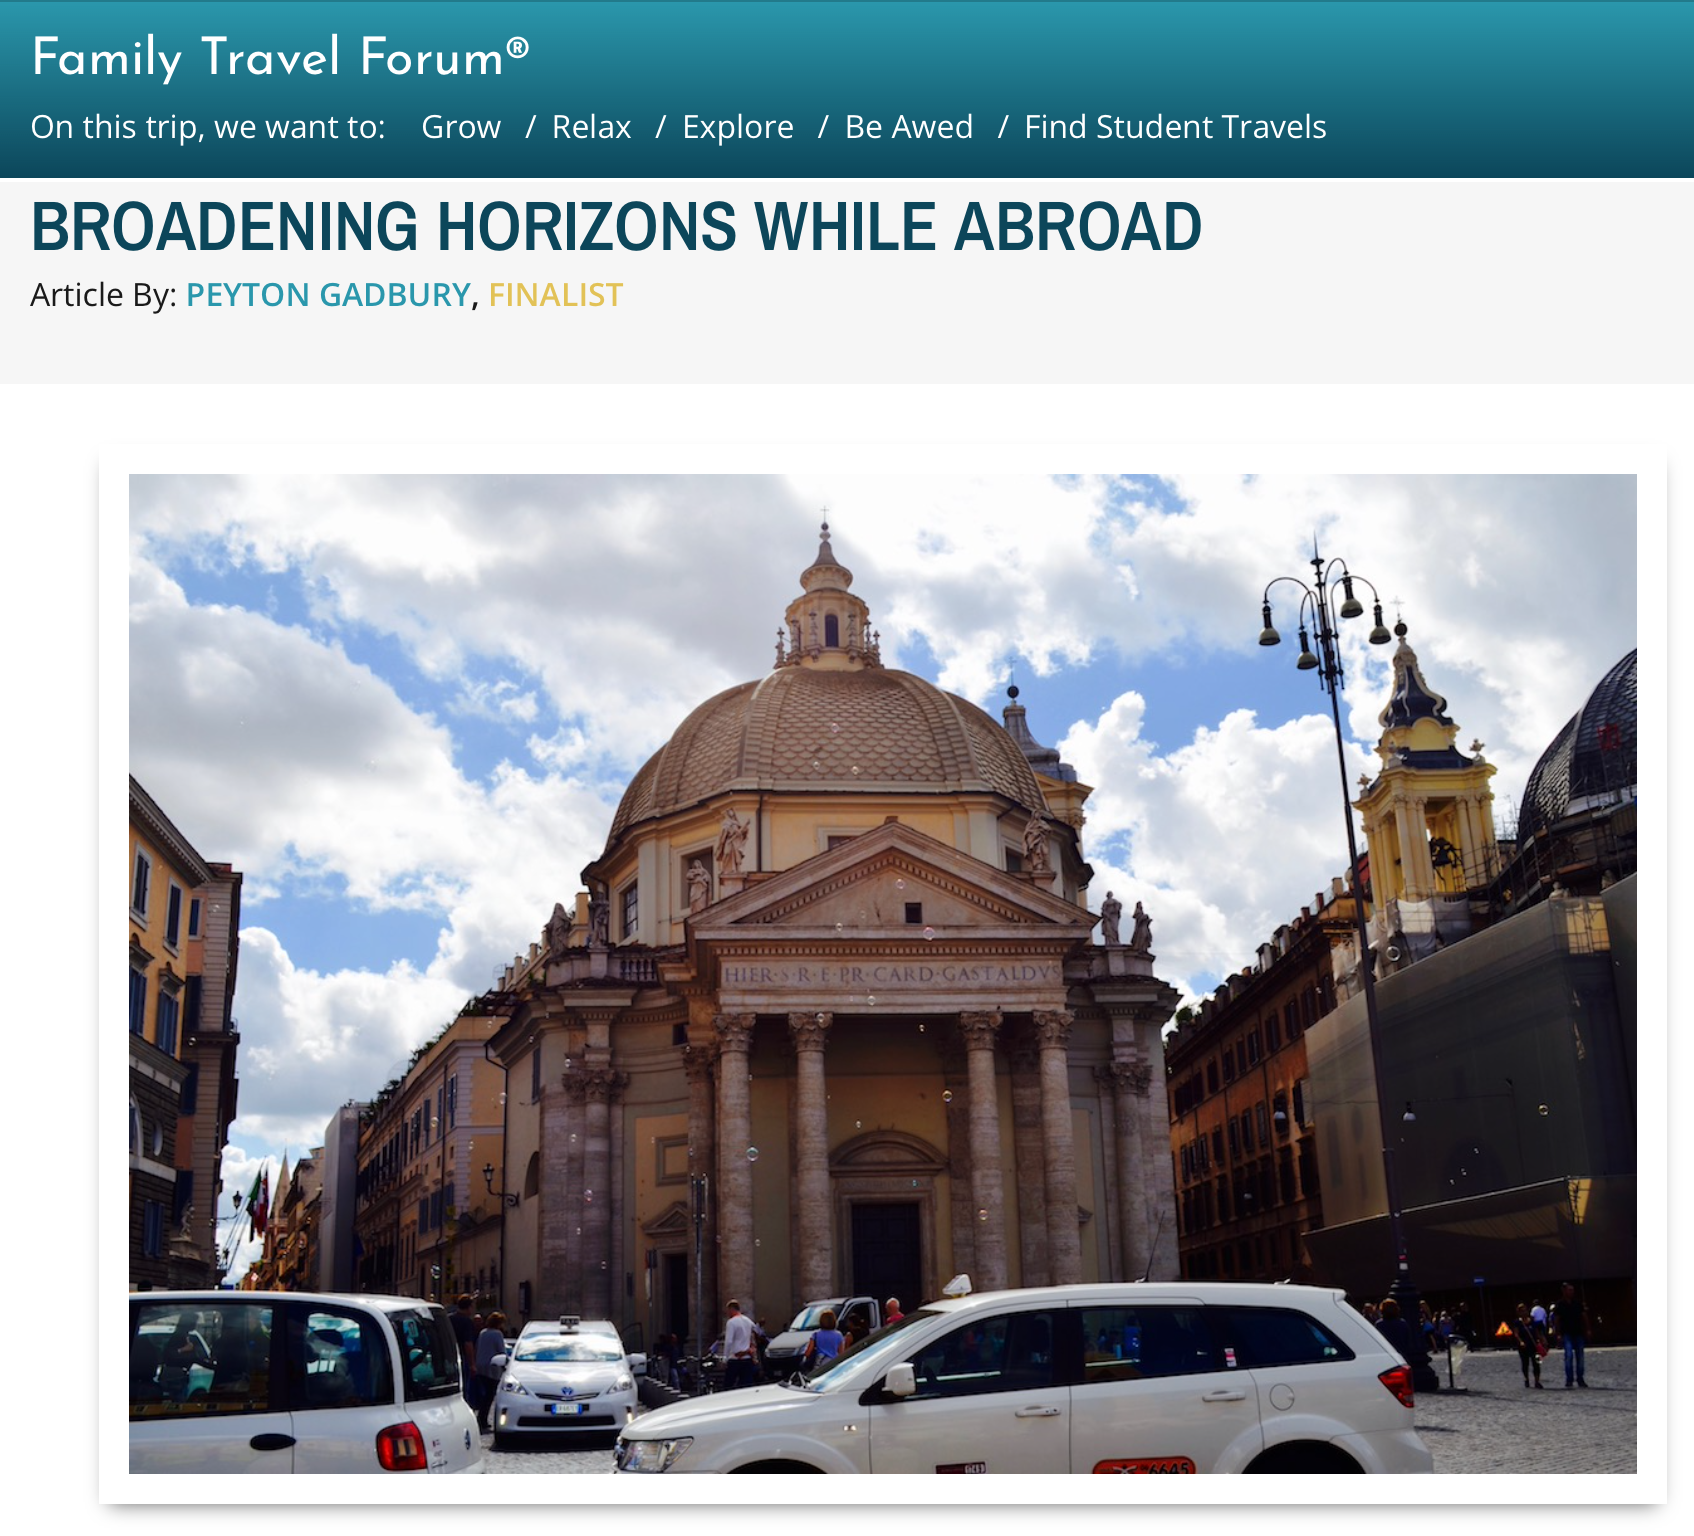 Family Travel Forum®
On this trip, we want to: Grow / Relax / Explore / Be Awed / Find Student Travels
BROADENING HORIZONS WHILE ABROAD
Article By: PEYTON GADBURY, FINALIST
HIER·S·R·E·PR·CARD·GASTALDVS
6645